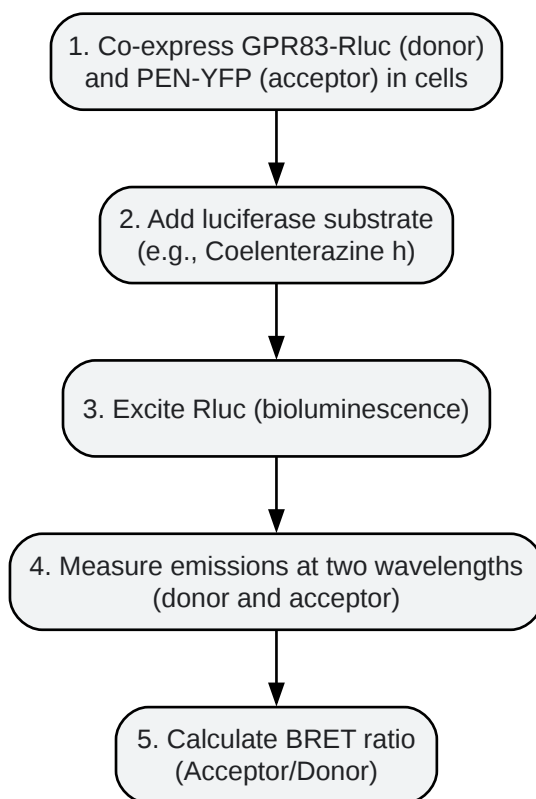 1. Co-express GPR83-Rluc (donor)
and PEN-YFP (acceptor) in cells
2. Add luciferase substrate
(e.g., Coelenterazine h)
3. Excite Rluc (bioluminescence)
4. Measure emissions at two wavelengths
(donor and acceptor)
5. Calculate BRET ratio
(Acceptor/Donor)